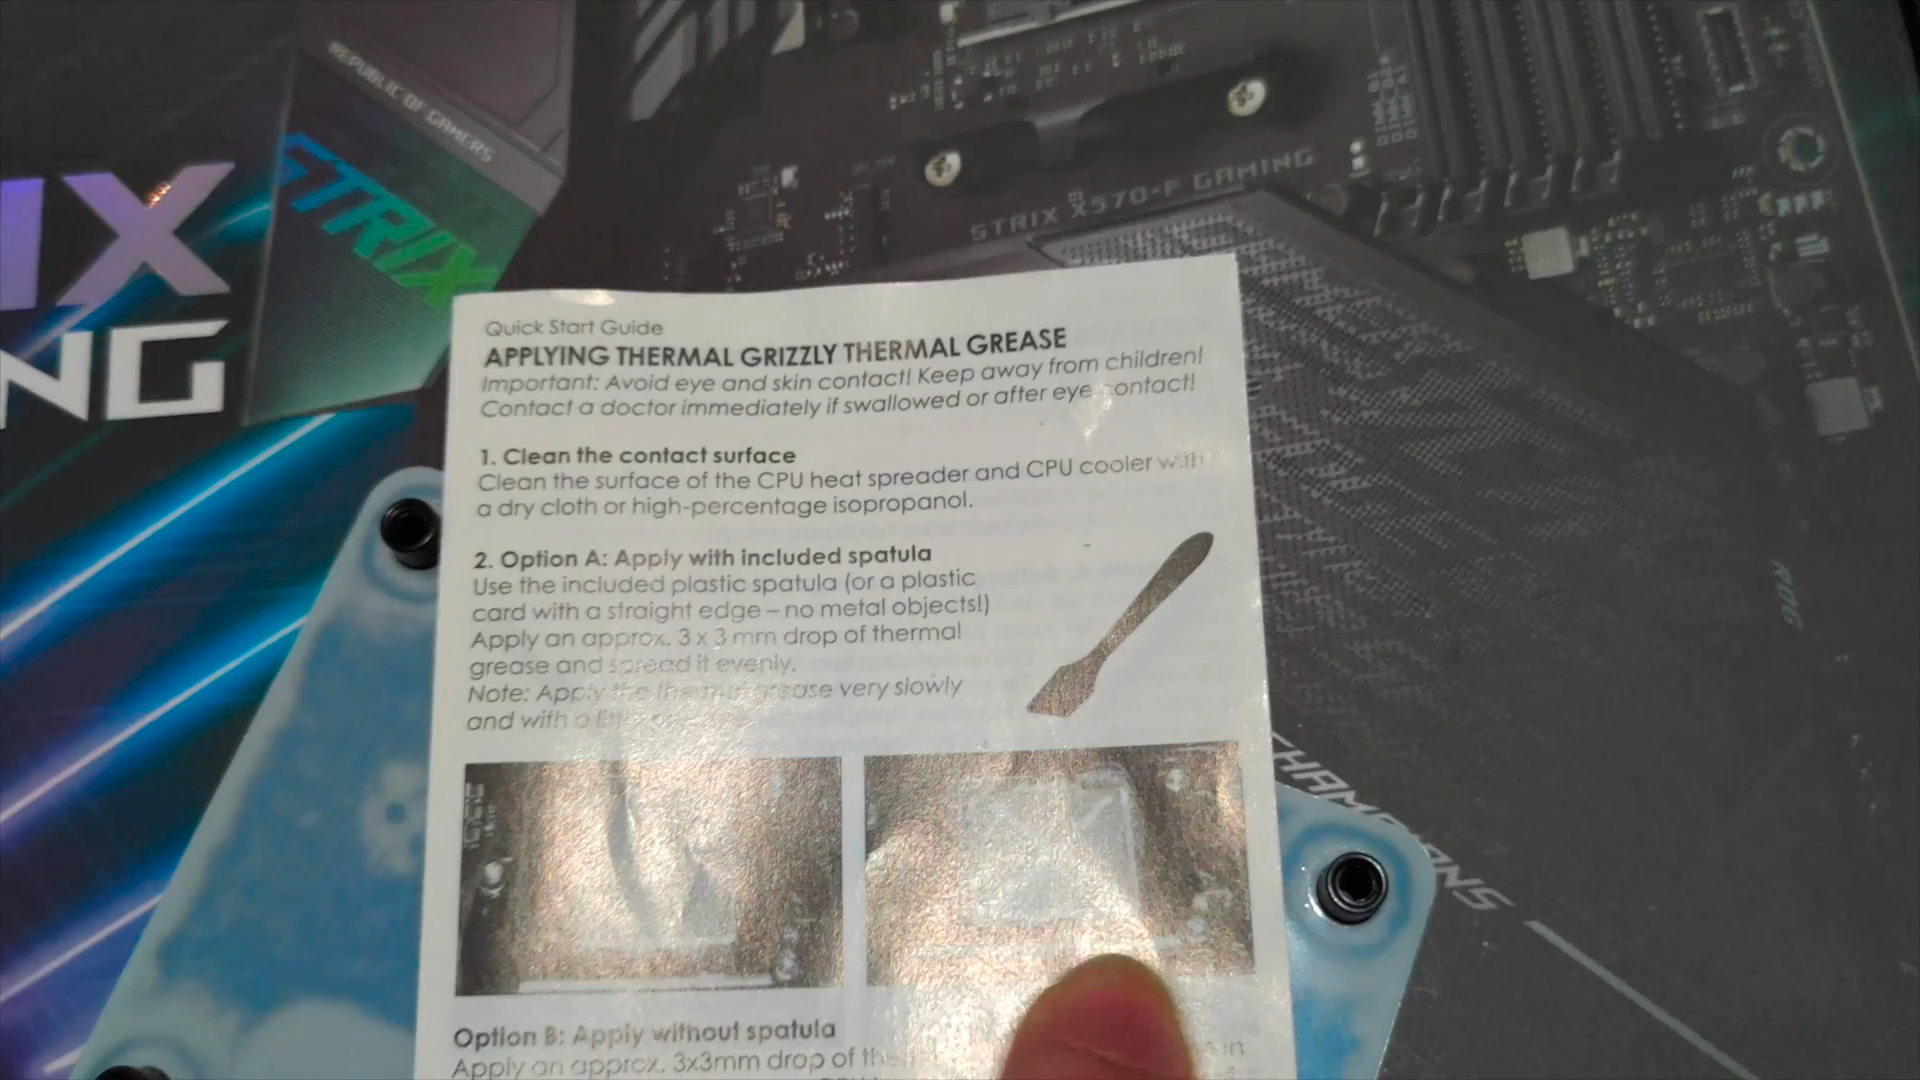 REPUBLIC OF GAMERS
STRIX
IX
NG
STRIX X570-F GAMING
Quick Start Guide
APPLYING THERMAL GRIZZLY THERMAL GREASE
Important: Avoid eye and skin contact! Keep away from children!
Contact a doctor immediately if swallowed or after eye contact!
1. Clean the contact surface
Clean the surface of the CPU heat spreader and CPU cooler with
a dry cloth or high-percentage isopropanol.
2. Option A: Apply with included spatula
Use the included plastic spatula (or a plastic
card with a straight edge – no metal objects!)
Apply an approx. 3 x 3 mm drop of thermal
grease and spread it evenly.
Note: Apply the thermal grease very slowly
and with a
Option B: Apply without spatula
Apply an approx. 3x3mm drop of
in
ROG